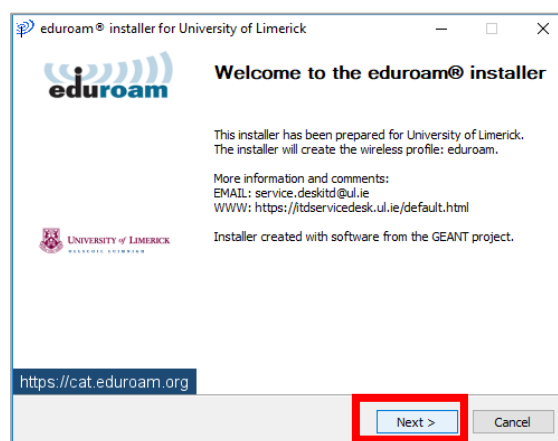 eduroam® installer for University of Limerick
eduroam
Welcome to the eduroam® installer
This installer has been prepared for University of Limerick.
The installer will create the wireless profile: eduroam.
More information and comments:
EMAIL: service.deskitd@ul.ie
WWW: https://itdservicedesk.ul.ie/default.html
Installer created with software from the GEANT project.
UNIVERSITY of LIMERICK
https://cat.eduroam.org
Next >
Cancel